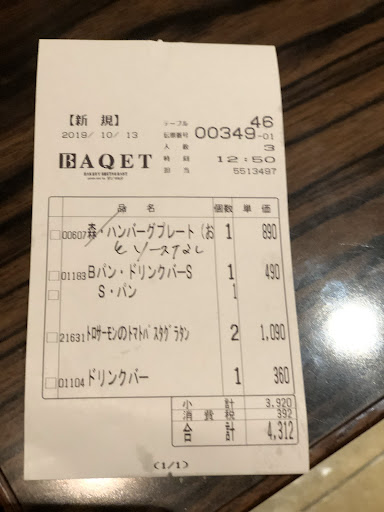 【新 規】
2019/ 10/ 13
テーブル 46
伝票番号 00349-01
人 数 3
時 刻 12:50
担 当 5513497
BAQET
BAKERY RESTAURANT
品 名 個数 単 価
00607 森・ハンバーグプレート(お 1 890
01183 Bパン・ドリンクバーS 1 490
S・パン 1
21631 トロサーモンのトマトパスタグラタン 2 1,090
01104 ドリンクバー 1 360
小 計 3,920
消 費 税 392
合 計 4,312
(1/1)